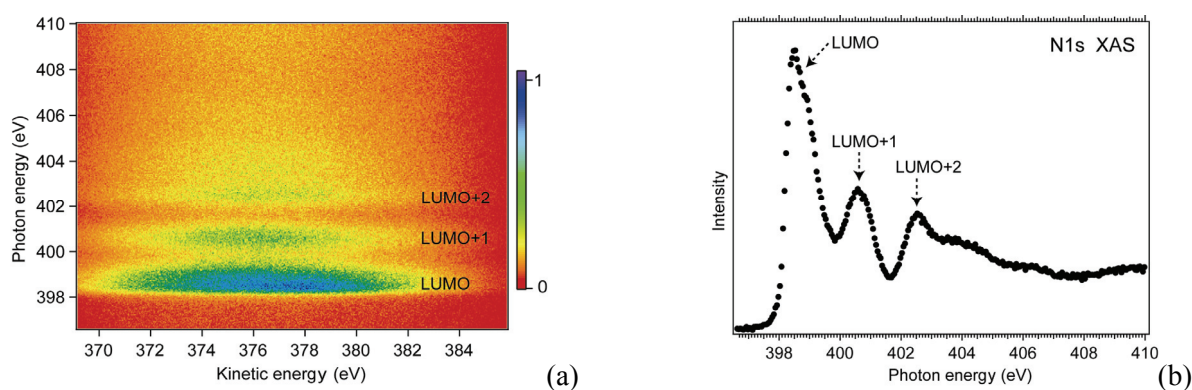 410
408
406
404
402
400
398
Photon energy (eV)
LUMO+2
LUMO+1
LUMO
370 372 374 376 378 380 382 384
Kinetic energy (eV)
1
0
(a)
N1s XAS
LUMO
LUMO+1
LUMO+2
Intensity
398 400 402 404 406 408 410
Photon energy (eV)
(b)